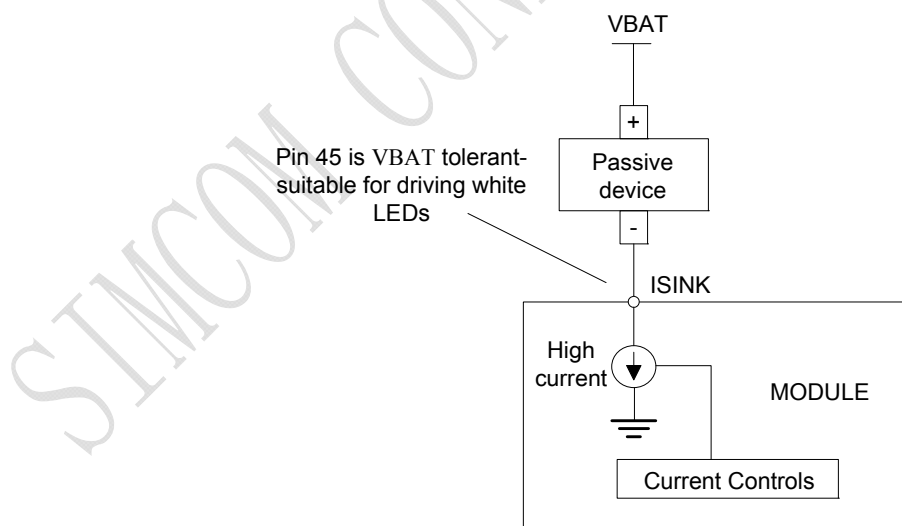 VBAT
+
Pin 45 is VBAT tolerant-
suitable for driving white
LEDs
Passive
device
-
ISINK
High
current
MODULE
Current Controls
SIMCOM CON